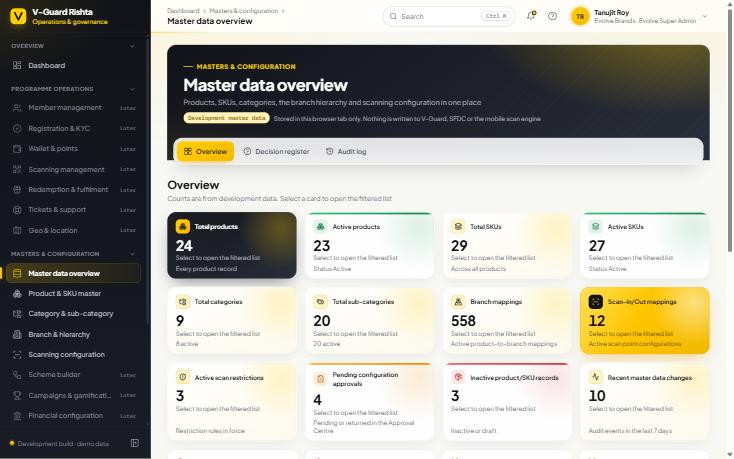 V-Guard Rishta
Operations & governance
OVERVIEW
Dashboard
PROGRAMME OPERATIONS
Member management Later
Registration & KYC Later
Wallet & points Later
Scanning management Later
Redemption & fulfilment Later
Tickets & support Later
Geo & location Later
MASTERS & CONFIGURATION
Master data overview
Product & SKU master
Category & sub-category
Branch & hierarchy
Scanning configuration
Scheme builder Later
Campaigns & gamificati... Later
Financial configuration Later
Development build · demo data
Dashboard > Masters & configuration >
Master data overview
Search Ctrl K
TR
Tanujit Roy
Evolve Brands · Evolve Super Admin
MASTERS & CONFIGURATION
Master data overview
Products, SKUs, categories, the branch hierarchy and scanning configuration in one place
Development master data Stored in this browser tab only. Nothing is written to V-Guard, SFDC or the mobile scan engine
Overview Decision register Audit log
Overview
Counts are from development data. Select a card to open the filtered list
Total products
24
Select to open the filtered list
Every product record
Active products
23
Select to open the filtered list
Status Active
Total SKUs
29
Select to open the filtered list
Across all products
Active SKUs
27
Select to open the filtered list
Status Active
Total categories
9
Select to open the filtered list
8 active
Total sub-categories
20
Select to open the filtered list
20 active
Branch mappings
558
Select to open the filtered list
Active product-to-branch mappings
Scan-In/Out mappings
12
Select to open the filtered list
Active scan point configurations
Active scan restrictions
3
Select to open the filtered list
Restriction rules in force
Pending configuration
approvals
4
Select to open the filtered list
Pending or returned in the Approval
Centre
Inactive product/SKU records
3
Select to open the filtered list
Inactive or draft
Recent master data changes
10
Select to open the filtered list
Audit events in the last 7 days